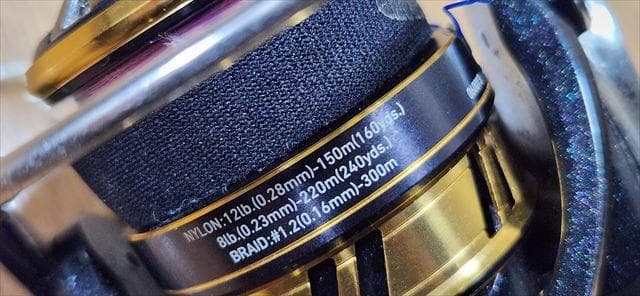 NYLON:12lb.(0.28mm)-150m(160yds.)
8lb.(0.23mm)-220m(240yds.)
BRAID:#1.2(0.16mm)-300m